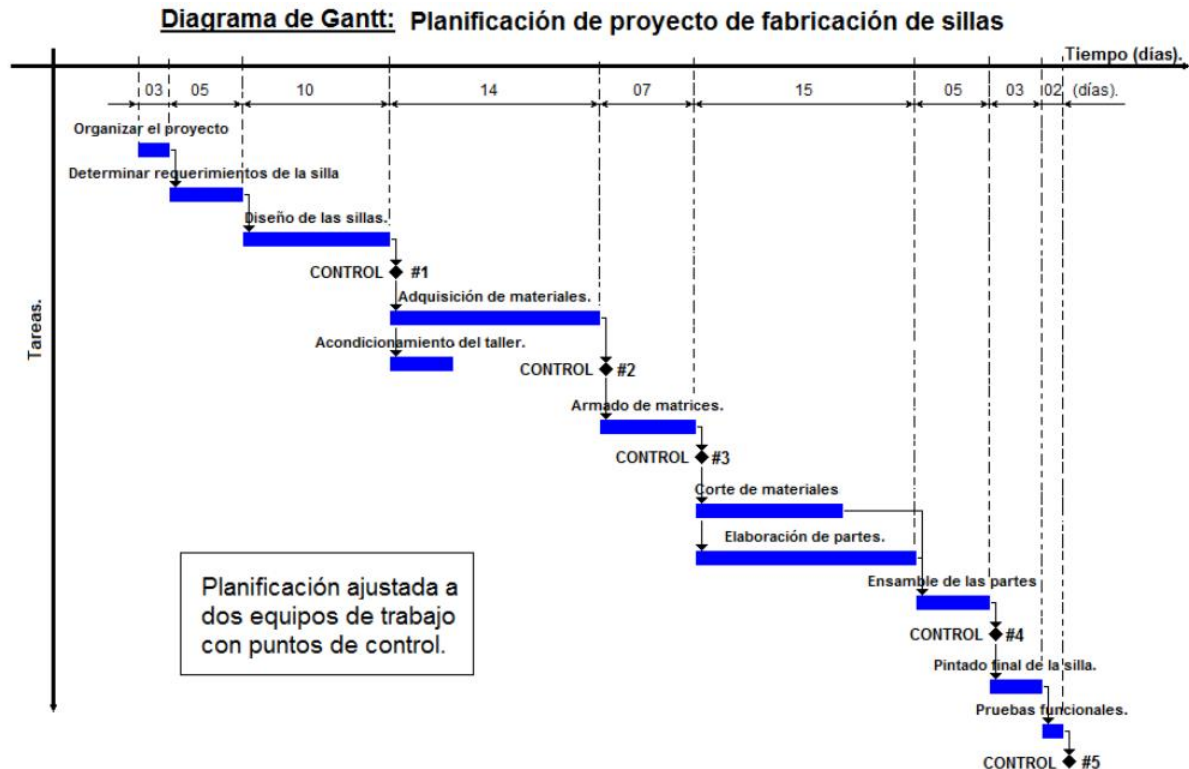 Diagrama de Gantt: Planificación de proyecto de fabricación de sillas
Tiempo (días).
03 05 10 14 07 15 05 03 02 (días).
Organizar el proyecto
Determinar requerimientos de la silla
Diseño de las sillas.
CONTROL #1
Adquisición de materiales.
Acondicionamiento del taller.
CONTROL #2
Armado de matrices.
CONTROL #3
Corte de materiales
Elaboración de partes.
Ensamble de las partes
CONTROL #4
Pintado final de la silla.
Pruebas funcionales.
CONTROL #5
Tareas.
Planificación ajustada a
dos equipos de trabajo
con puntos de control.